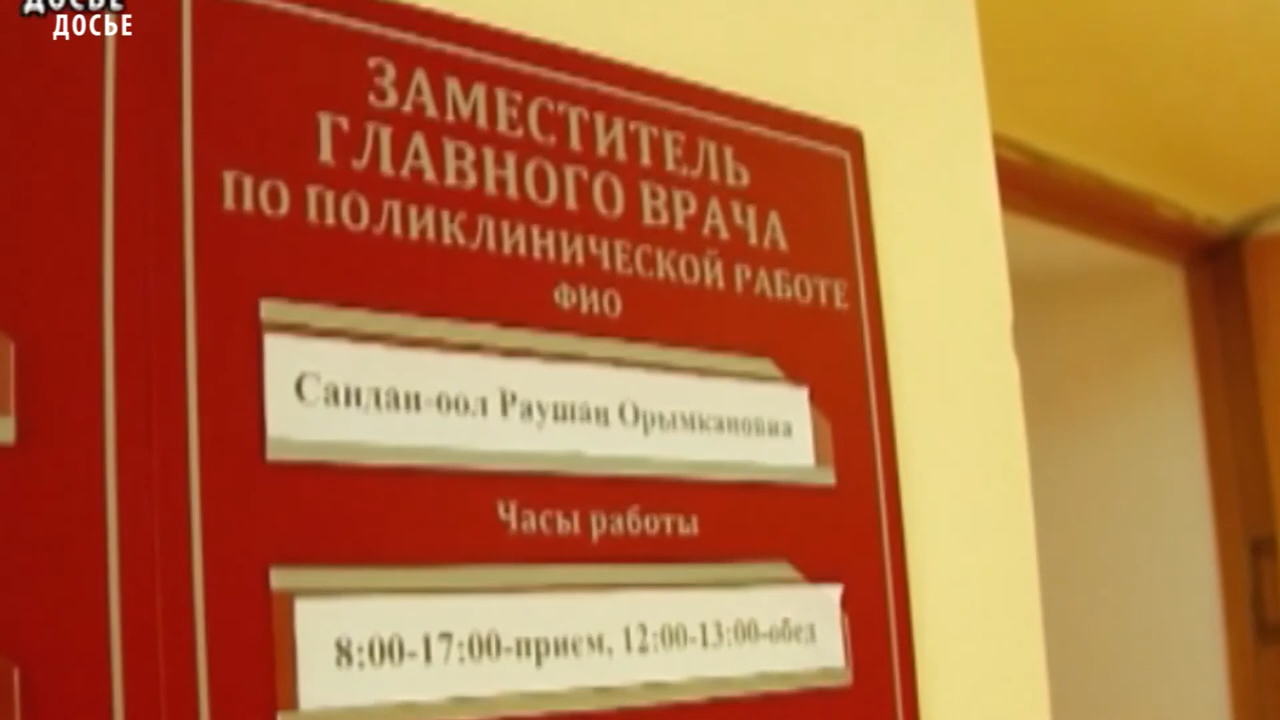 ДОСЬЕ
ДОСЬЕ
ЗАМЕСТИТЕЛЬ
ГЛАВНОГО ВРАЧА
ПО ПОЛИКЛИНИЧЕСКОЙ РАБОТЕ
ФИО
Сандан-оол Раушан Орымкановна
Часы работы
8:00-17:00-прием, 12:00-13:00-обед